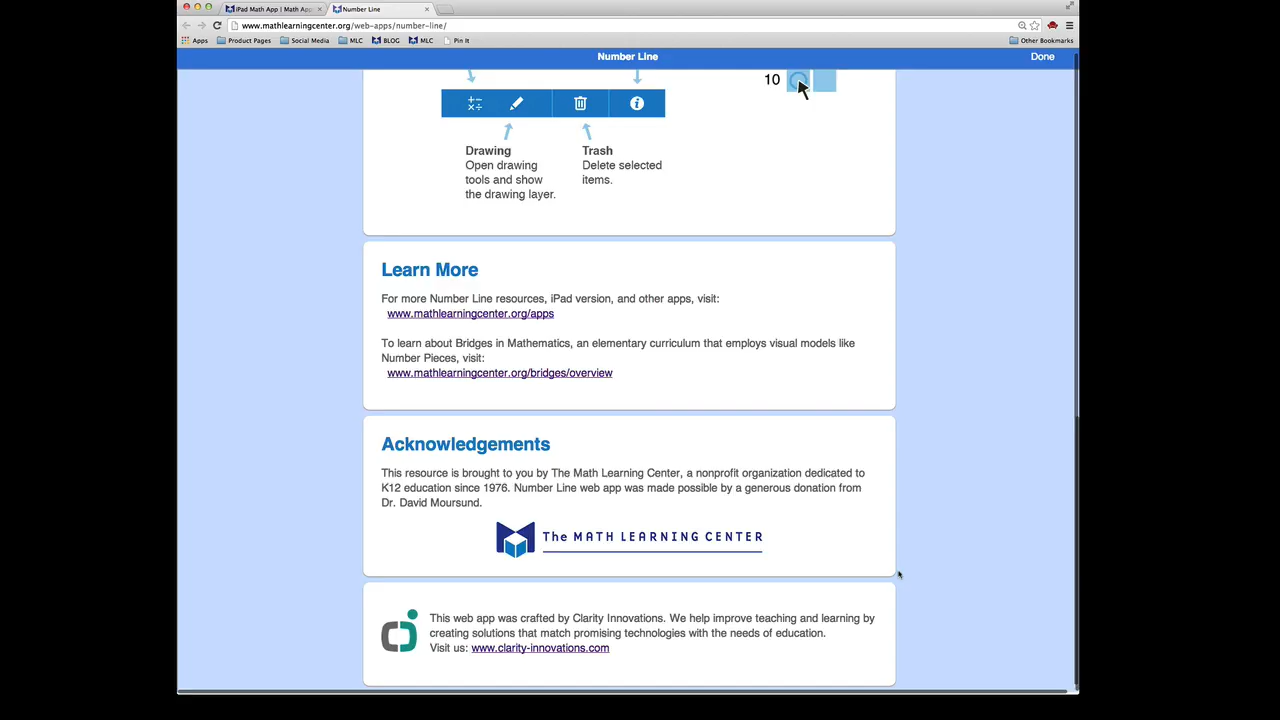 iPad Math App | Math App
Number Line
www.mathlearningcenter.org/web-apps/number-line/
Apps Product Pages Social Media MLC BLOG MLC Pin It Other Bookmarks
Number Line
Done
10
Drawing
Open drawing
tools and show
the drawing layer.
Trash
Delete selected
items.
Learn More
For more Number Line resources, iPad version, and other apps, visit:
www.mathlearningcenter.org/apps
To learn about Bridges in Mathematics, an elementary curriculum that employs visual models like
Number Pieces, visit:
www.mathlearningcenter.org/bridges/overview
Acknowledgements
This resource is brought to you by The Math Learning Center, a nonprofit organization dedicated to
K12 education since 1976. Number Line web app was made possible by a generous donation from
Dr. David Moursund.
The MATH LEARNING CENTER
This web app was crafted by Clarity Innovations. We help improve teaching and learning by
creating solutions that match promising technologies with the needs of education.
Visit us: www.clarity-innovations.com